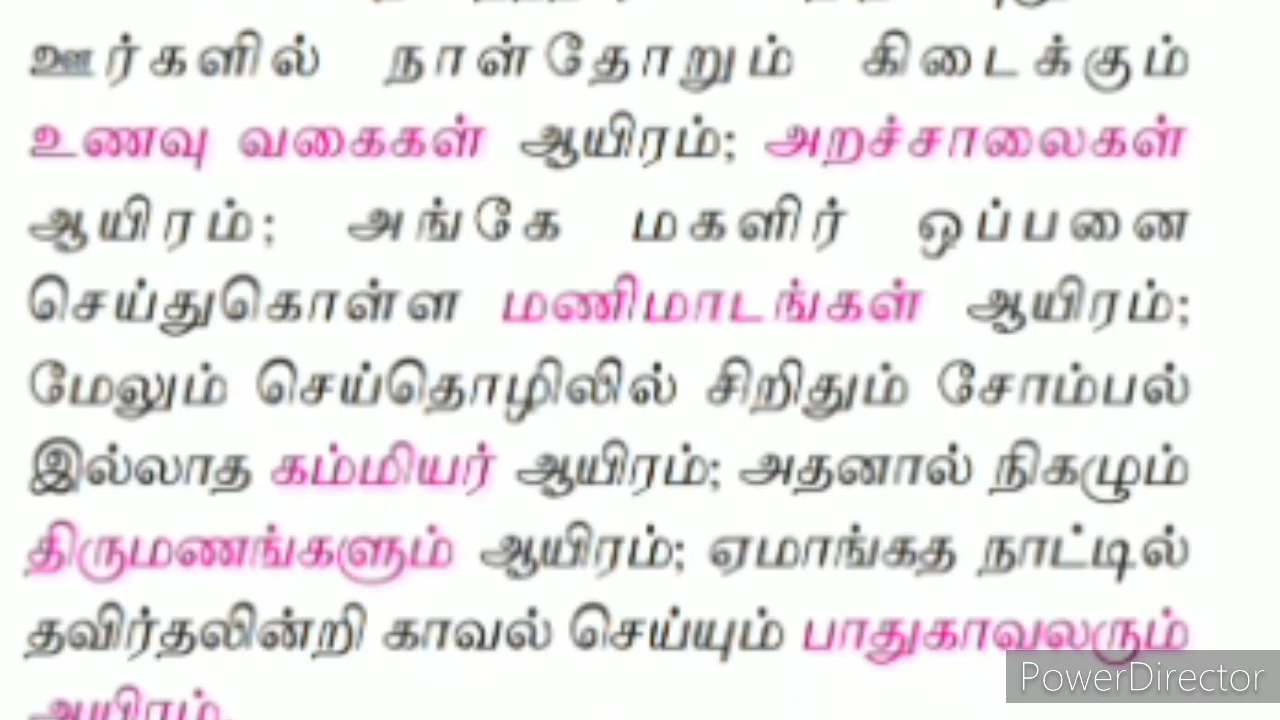 ஊர்களில் நாள்தோறும் கிடைக்கும்
உணவு வகைகள் ஆயிரம்; அறச்சாலைகள்
ஆயிரம்; அங்கே மகளிர் ஒப்பனை
செய்துகொள்ள மணிமாடங்கள் ஆயிரம்;
மேலும் செய்தொழிலில் சிறிதும் சோம்பல்
இல்லாத கம்மியர் ஆயிரம்; அதனால் நிகழும்
திருமணங்களும் ஆயிரம்; ஏமாங்கத நாட்டில்
தவிர்தலின்றி காவல் செய்யும் பாதுகாவலரும்
ஆயிரம்.
PowerDirector